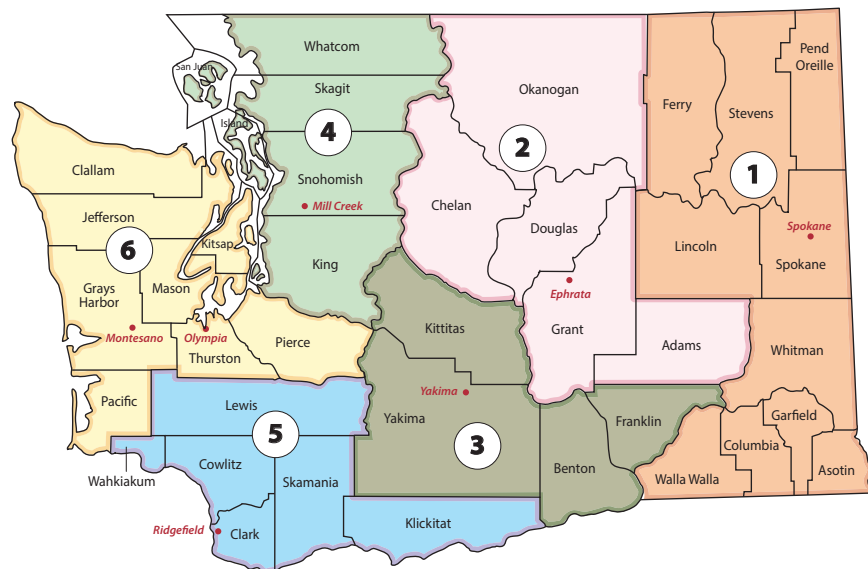 Whatcom
San Juan
Skagit
Island
4
Snohomish
Mill Creek
King
Okanogan
2
Chelan
Douglas
Ephrata
Grant
Adams
Ferry
Stevens
Pend
Oreille
1
Lincoln
Spokane
Spokane
Whitman
Garfield
Columbia
Walla Walla
Asotin
Clallam
Jefferson
6
Kitsap
Grays
Harbor
Mason
Montesano
Olympia
Thurston
Pierce
Pacific
Kittitas
Yakima
Yakima
3
Franklin
Benton
Lewis
5
Wahkiakum
Cowlitz
Skamania
Ridgefield
Clark
Klickitat